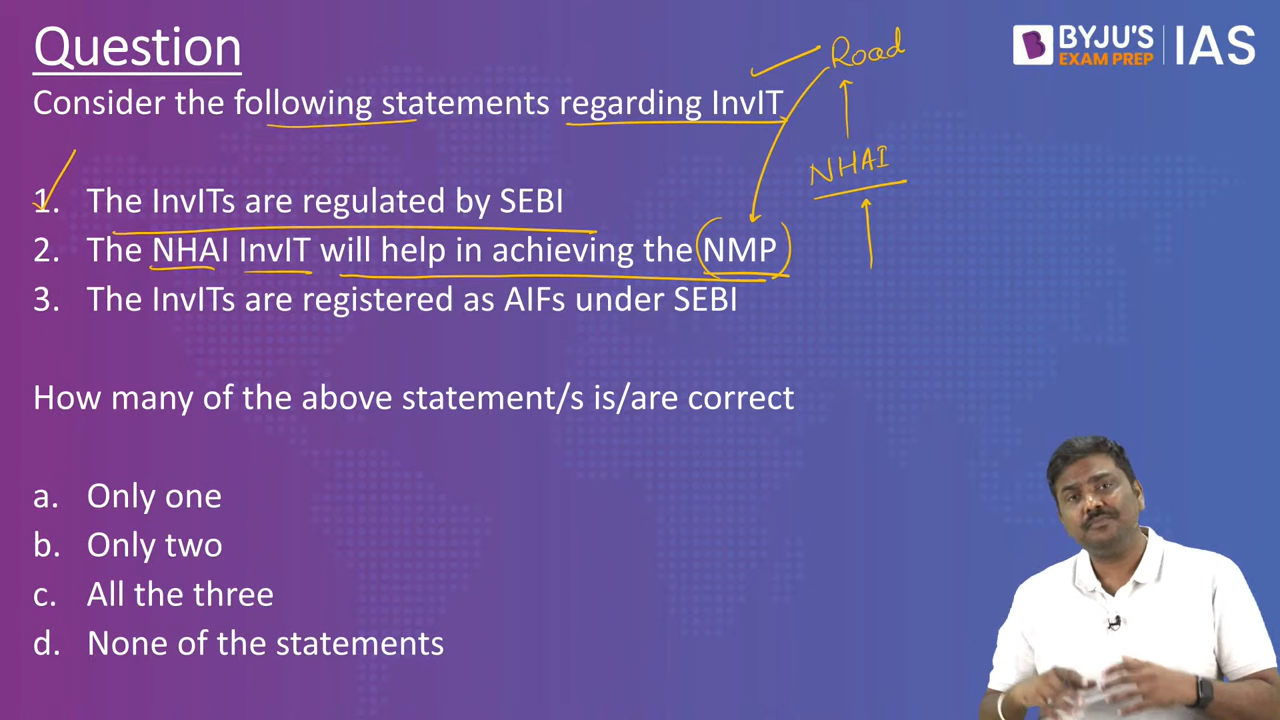 Question
BYJU'S
EXAM PREP
IAS
Road
Consider the following statements regarding InvIT
NHAI
1. The InvITs are regulated by SEBI
2. The NHAI InvIT will help in achieving the NMP
3. The InvITs are registered as AIFs under SEBI
How many of the above statement/s is/are correct
a. Only one
b. Only two
c. All the three
d. None of the statements